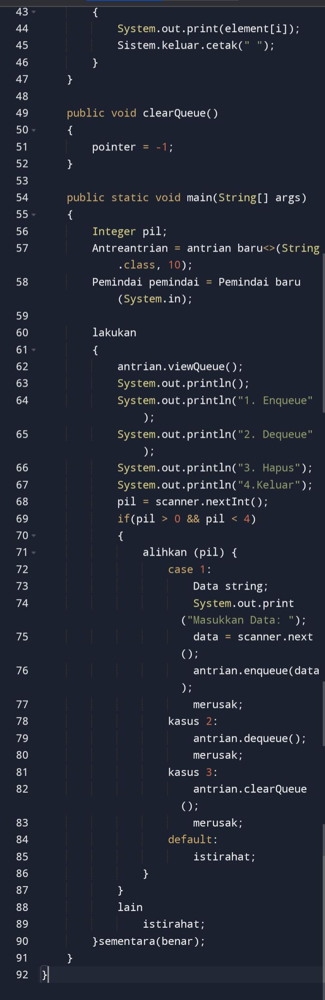 43 {
44 System.out.print(element[i]);
45 Sistem.keluar.cetak(" ");
46 }
47 }
48
49 public void clearQueue()
50 {
51 pointer = -1;
52 }
53
54 public static void main(String[] args)
55 {
56 Integer pil;
57 Antreantrian = antrian baru<>(String
.class, 10);
58 Pemindai pemindai = Pemindai baru
(System.in);
59
60 lakukan
61 {
62 antrian.viewQueue();
63 System.out.println();
64 System.out.println("1. Enqueue"
);
65 System.out.println("2. Dequeue"
);
66 System.out.println("3. Hapus");
67 System.out.println("4.Keluar");
68 pil = scanner.nextInt();
69 if(pil > 0 && pil < 4)
70 {
71 alihkan (pil) {
72 case 1:
73 Data string;
74 System.out.print
("Masukkan Data: ");
75 data = scanner.next
();
76 antrian.enqueue(data
);
77 merusak;
78 kasus 2:
79 antrian.dequeue();
80 merusak;
81 kasus 3:
82 antrian.clearQueue
();
83 merusak;
84 default:
85 istirahat;
86 }
87 }
88 lain
89 istirahat;
90 }sementara(benar);
91 }
92 }